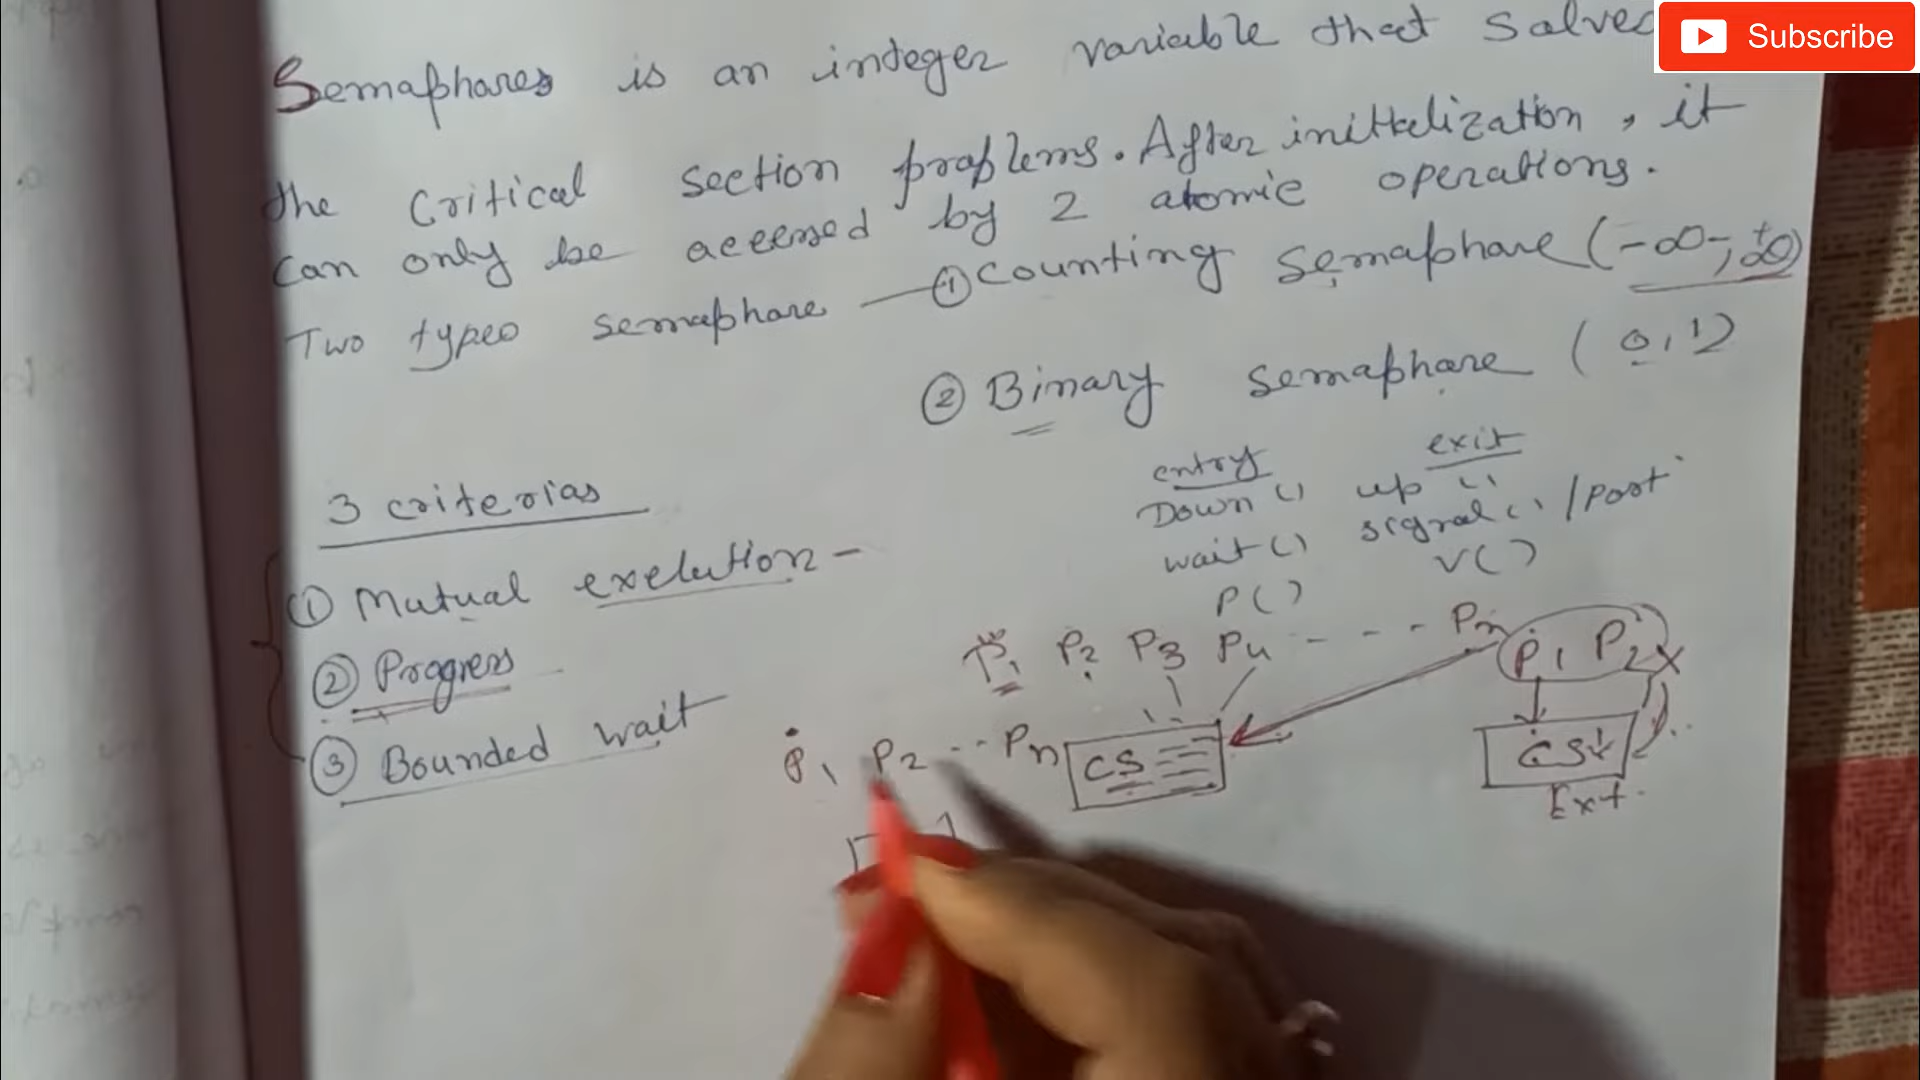 Subscribe
Semaphores is an integer variable that solves
the critical section problems. After initialization, it
can only be accessed by 2 atomic operations.
Two types semaphore — ① Counting semaphore (-∞-, +∞)
② Binary semaphore (0,1)
entry exit
Down () up ()
wait () signal () / Post
P () V ()
3 criterias
① Mutual exclution -
② Progress
③ Bounded wait
P1 P2 P3 P4 - - - Pn
P1 P2 X
P1 P2 -- Pn
CS
CS
Ext.